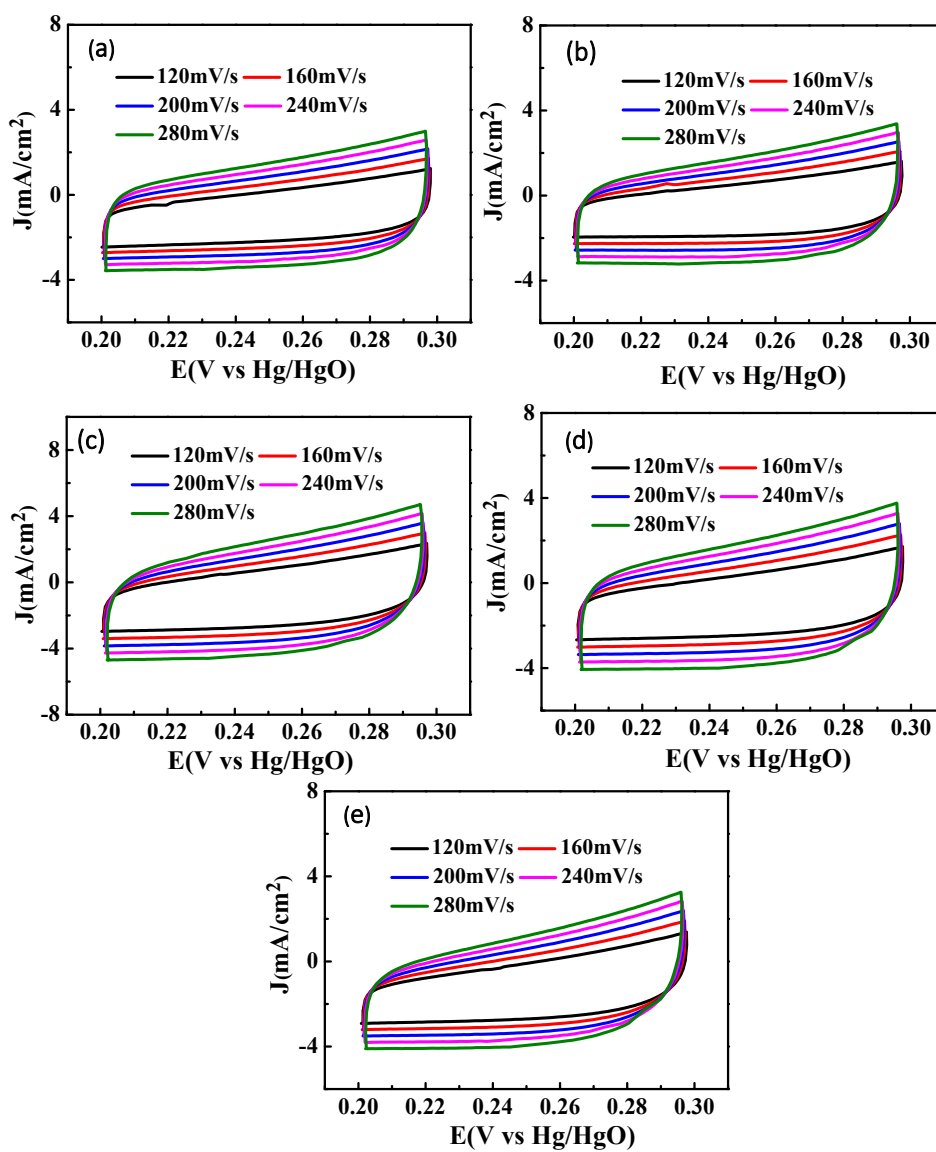 (a)
120mV/s 160mV/s
200mV/s 240mV/s
280mV/s
8
4
0
-4
J(mA/cm²)
0.20 0.22 0.24 0.26 0.28 0.30
E(V vs Hg/HgO)
(b)
120mV/s 160mV/s
200mV/s 240mV/s
280mV/s
8
4
0
-4
J(mA/cm²)
0.20 0.22 0.24 0.26 0.28 0.30
E(V vs Hg/HgO)
(c)
120mV/s 160mV/s
200mV/s 240mV/s
280mV/s
8
4
0
-4
-8
J(mA/cm²)
0.20 0.22 0.24 0.26 0.28 0.30
E(V vs Hg/HgO)
(d)
120mV/s 160mV/s
200mV/s 240mV/s
280mV/s
8
4
0
-4
J(mA/cm²)
0.20 0.22 0.24 0.26 0.28 0.30
E(V vs Hg/HgO)
(e)
120mV/s 160mV/s
200mV/s 240mV/s
280mV/s
8
4
0
-4
J(mA/cm²)
0.20 0.22 0.24 0.26 0.28 0.30
E(V vs Hg/HgO)